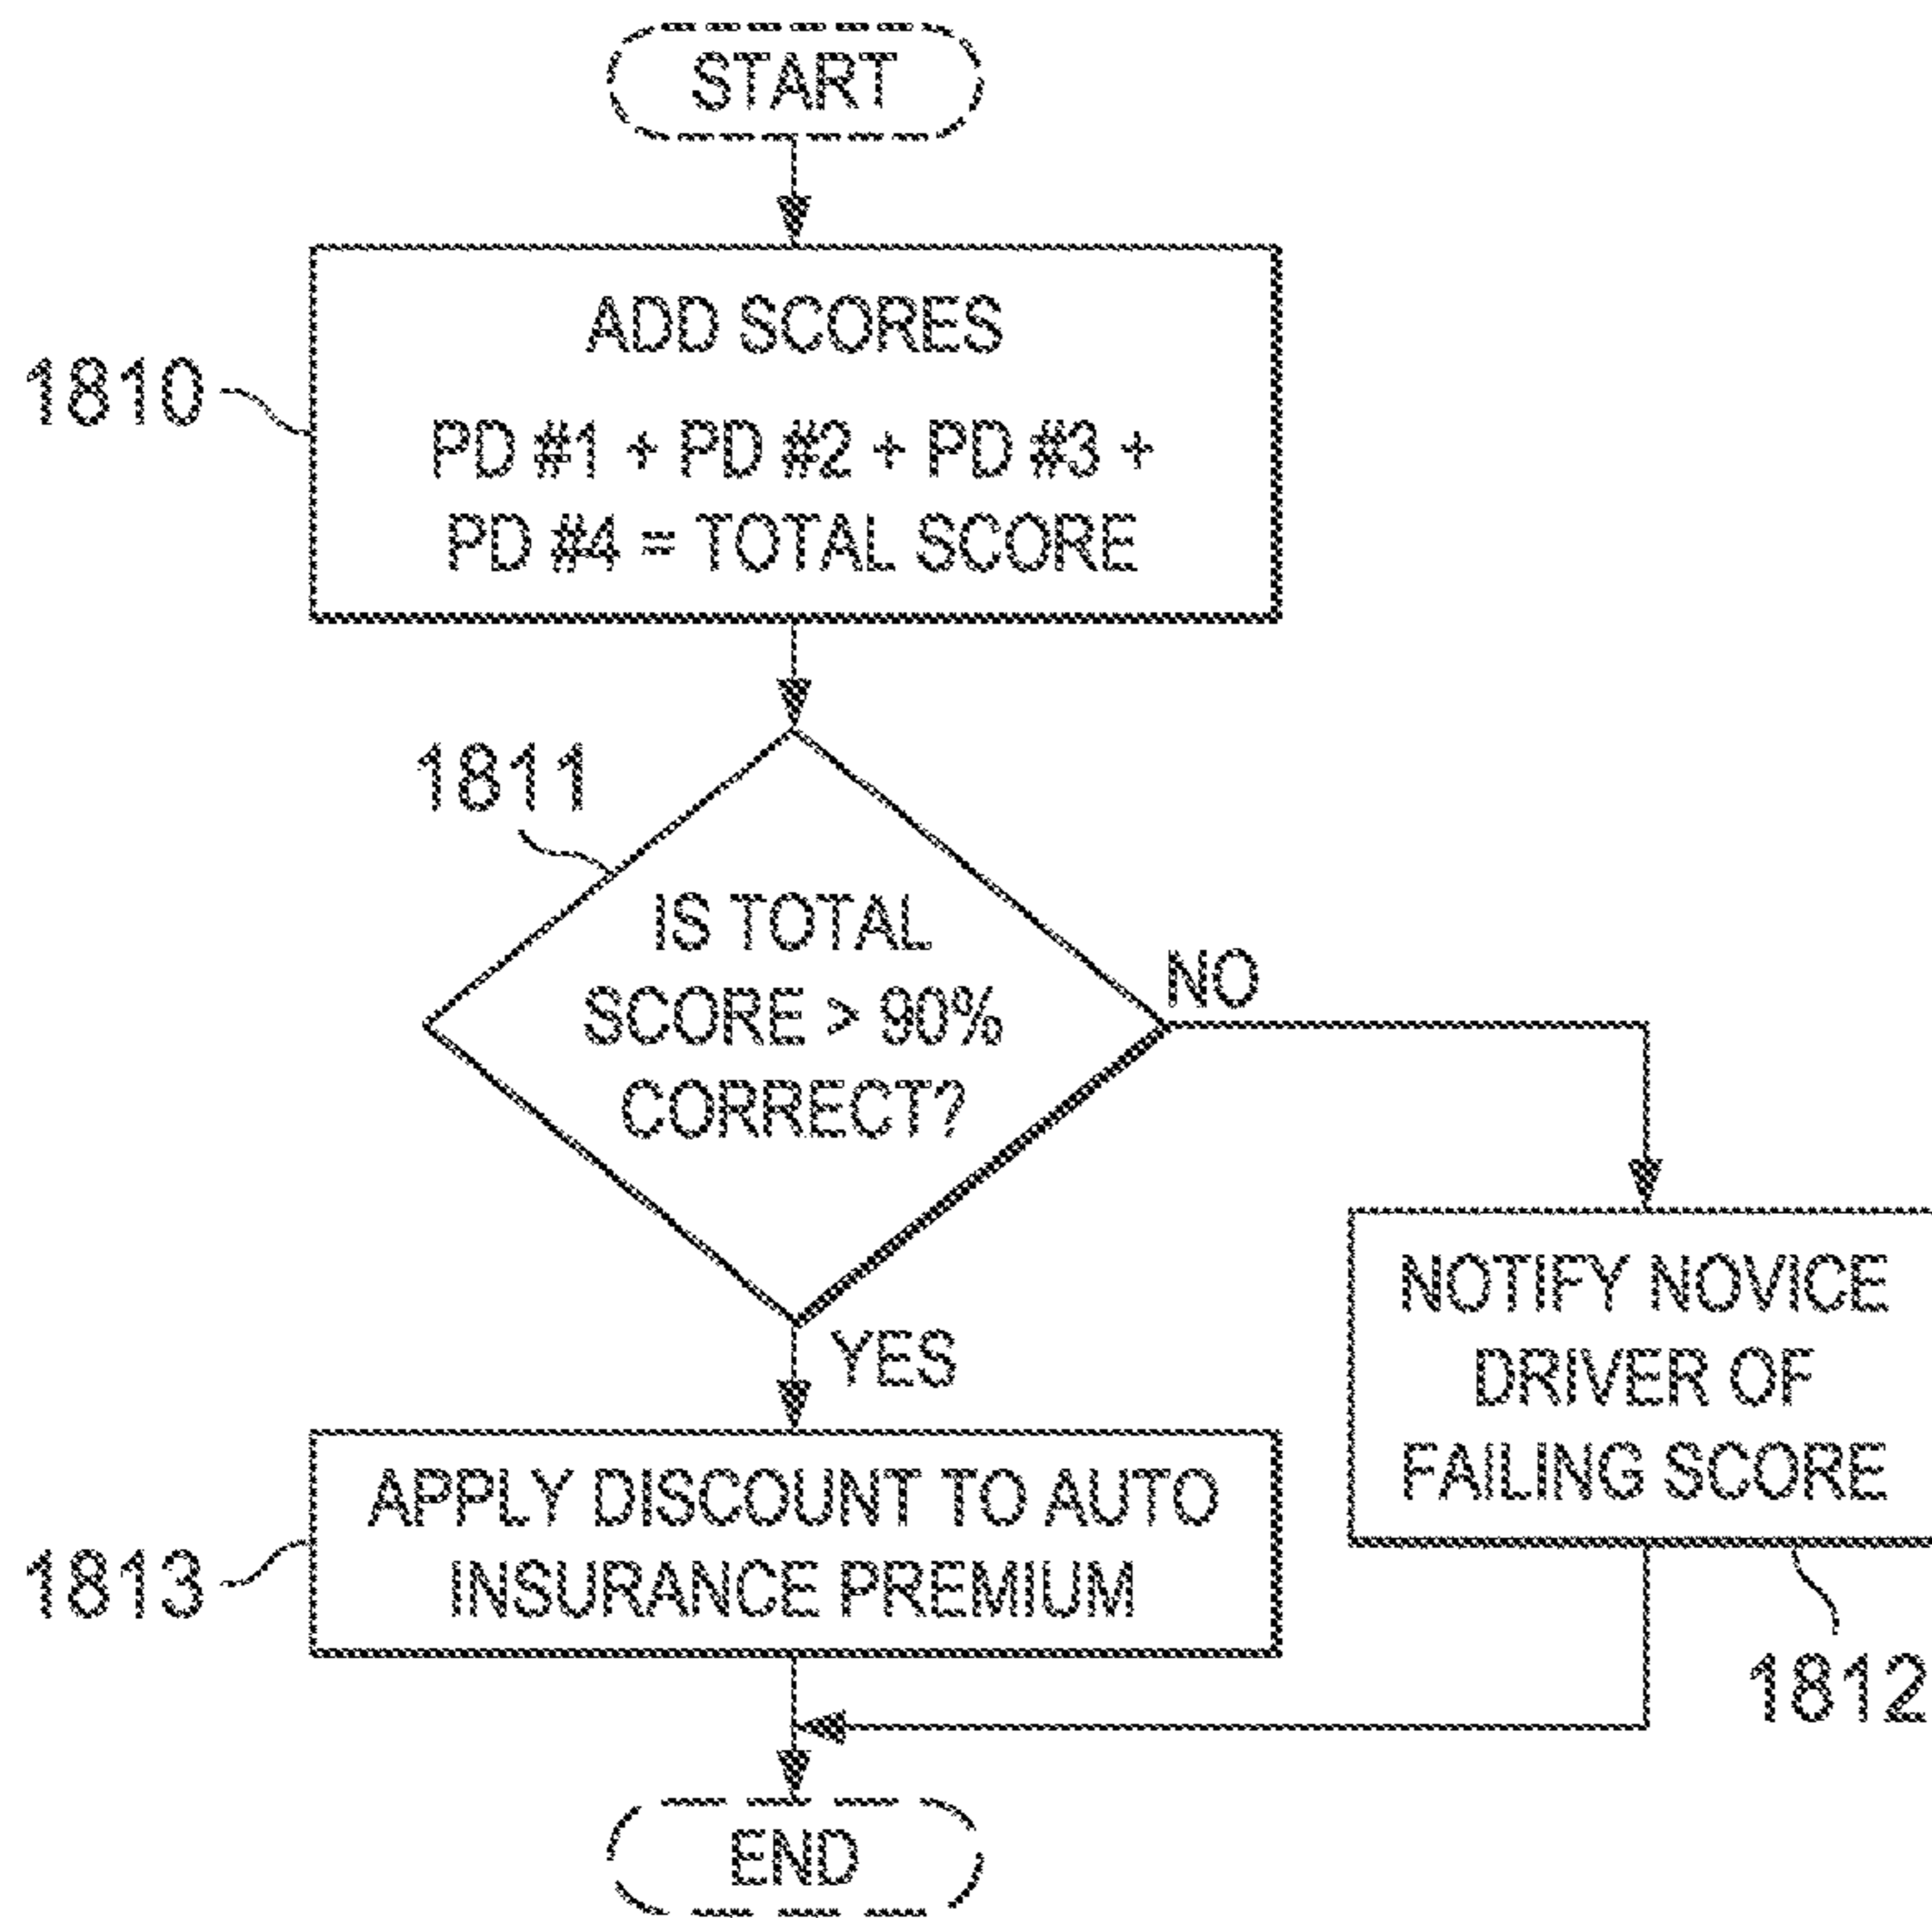 START
1810
ADD SCORES
PD #1 + PD #2 + PD #3 +
PD #4 = TOTAL SCORE
1811
IS TOTAL
SCORE > 90%
CORRECT?
NO
YES
NOTIFY NOVICE
DRIVER OF
FAILING SCORE
1812
1813
APPLY DISCOUNT TO AUTO
INSURANCE PREMIUM
END